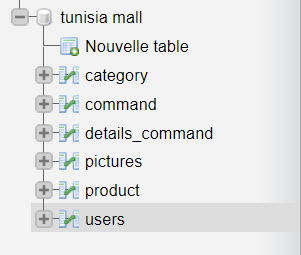 tunisia mall
Nouvelle table
category
command
details_command
pictures
product
users